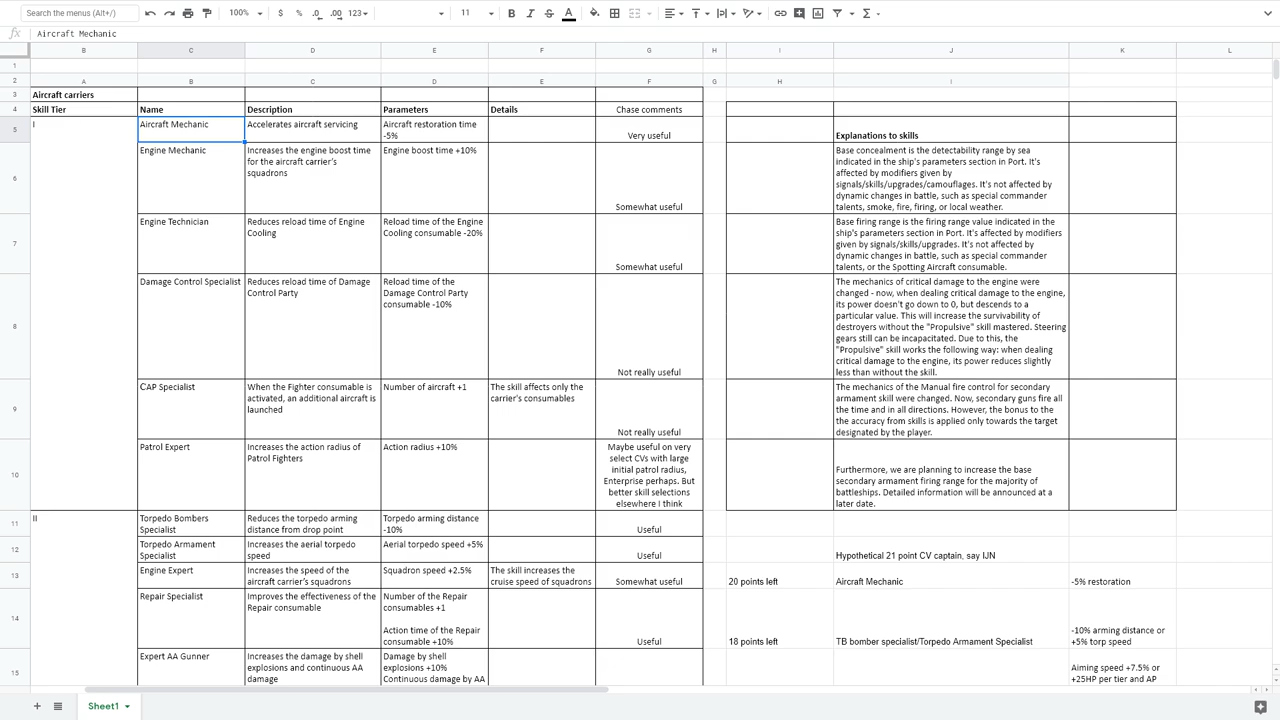 Search the menus (Alt+/)
100%
$ % .0 .00 123
11 B I S A
fx Aircraft Mechanic
B C D E F G H I J K L
1
2 A B C D E F G H I
3 Aircraft carriers
4 Skill Tier Name Description Parameters Details Chase comments
5 I Aircraft Mechanic Accelerates aircraft servicing Aircraft restoration time
-5% Very useful Explanations to skills
6 Engine Mechanic Increases the engine boost time
for the aircraft carrier's
squadrons Engine boost time +10%
Somewhat useful
Base concealment is the detectability range by sea
indicated in the ship's parameters section in Port. It's
affected by modifiers given by
signals/skills/upgrades/camouflages. It's not affected by
dynamic changes in battle, such as special commander
talents, smoke, fire, firing, or local weather.
7 Engine Technician Reduces reload time of Engine
Cooling Reload time of the Engine
Cooling consumable -20%
Somewhat useful
Base firing range is the firing range value indicated in the
ship's parameters section in Port. It's affected by modifiers
given by signals/skills/upgrades. It's not affected by
dynamic changes in battle, such as special commander
talents, or the Spotting Aircraft consumable.
8 Damage Control Specialist Reduces reload time of Damage
Control Party Reload time of the
Damage Control Party
consumable -10%
Not really useful
The mechanics of critical damage to the engine were
changed - now, when dealing critical damage to the engine,
its power doesn't go down to 0, but descends to a
particular value. This will increase the survivability of
destroyers without the "Propulsive" skill mastered. Steering
gears still can be incapacitated. Due to this, the
"Propulsive" skill works the following way: when dealing
critical damage to the engine, its power reduces slightly
less than without the skill.
9 CAP Specialist When the Fighter consumable is
activated, an additional aircraft is
launched Number of aircraft +1 The skill affects only the
carrier's consumables
Not really useful
The mechanics of the Manual fire control for secondary
armament skill were changed. Now, secondary guns fire all
the time and in all directions. However, the bonus to the
accuracy from skills is applied only towards the target
designated by the player.
10 Patrol Expert Increases the action radius of
Patrol Fighters Action radius +10%
Maybe useful on very
select CVs with large
initial patrol radius,
Enterprise perhaps. But
better skill selections
elsewhere I think
Furthermore, we are planning to increase the base
secondary armament firing range for the majority of
battleships. Detailed information will be announced at a
later date.
11 II Torpedo Bombers
Specialist Reduces the torpedo arming
distance from drop point Torpedo arming distance
-10% Useful
12 Torpedo Armament
Specialist Increases the aerial torpedo
speed Aerial torpedo speed +5% Useful Hypothetical 21 point CV captain, say IJN
13 Engine Expert Increases the speed of the
aircraft carrier's squadrons Squadron speed +2.5% The skill increases the
cruise speed of squadrons Somewhat useful 20 points left Aircraft Mechanic -5% restoration
14 Repair Specialist Improves the effectiveness of the
Repair consumable Number of the Repair
consumables +1
Action time of the Repair
consumable +10% Useful 18 points left TB bomber specialist/Torpedo Armament Specialist -10% arming distance or
+5% torp speed
15 Expert AA Gunner Increases the damage by shell
explosions and continuous AA
damage Damage by shell
explosions +10%
Continuous damage by AA
Aiming speed +7.5% or
+25HP per tier and AP
Sheet1